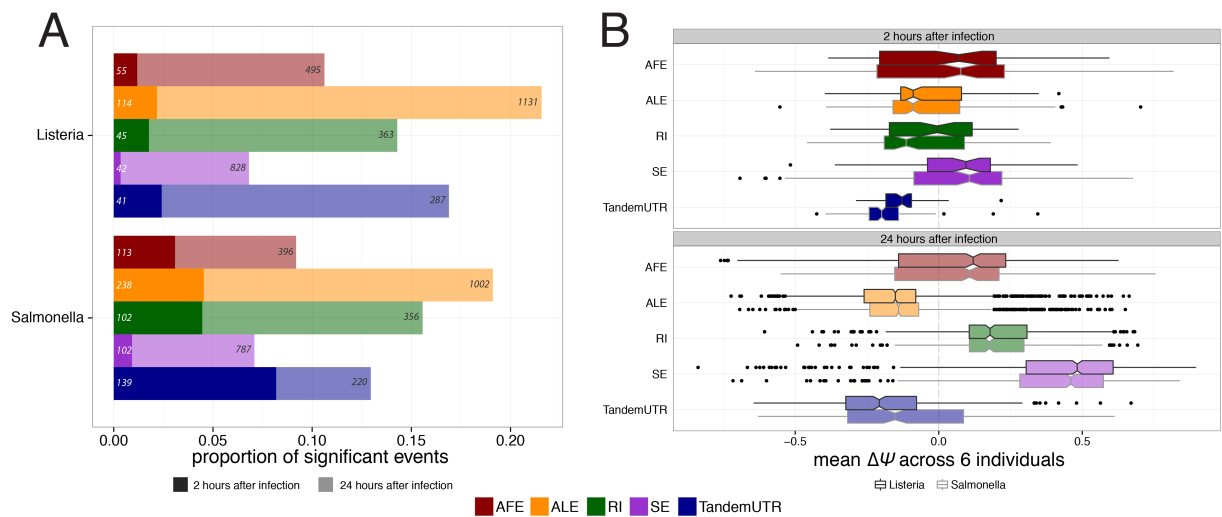 A
Listeria
55
495
114
1131
45
363
42
828
41
287
Salmonella
113
396
238
1002
102
356
102
787
139
220
0.00 0.05 0.10 0.15 0.20
proportion of significant events
2 hours after infection 24 hours after infection
B
2 hours after infection
AFE
ALE
RI
SE
TandemUTR
24 hours after infection
AFE
ALE
RI
SE
TandemUTR
−0.5 0.0 0.5
mean ΔΨ across 6 individuals
Listeria Salmonella
AFE ALE RI SE TandemUTR